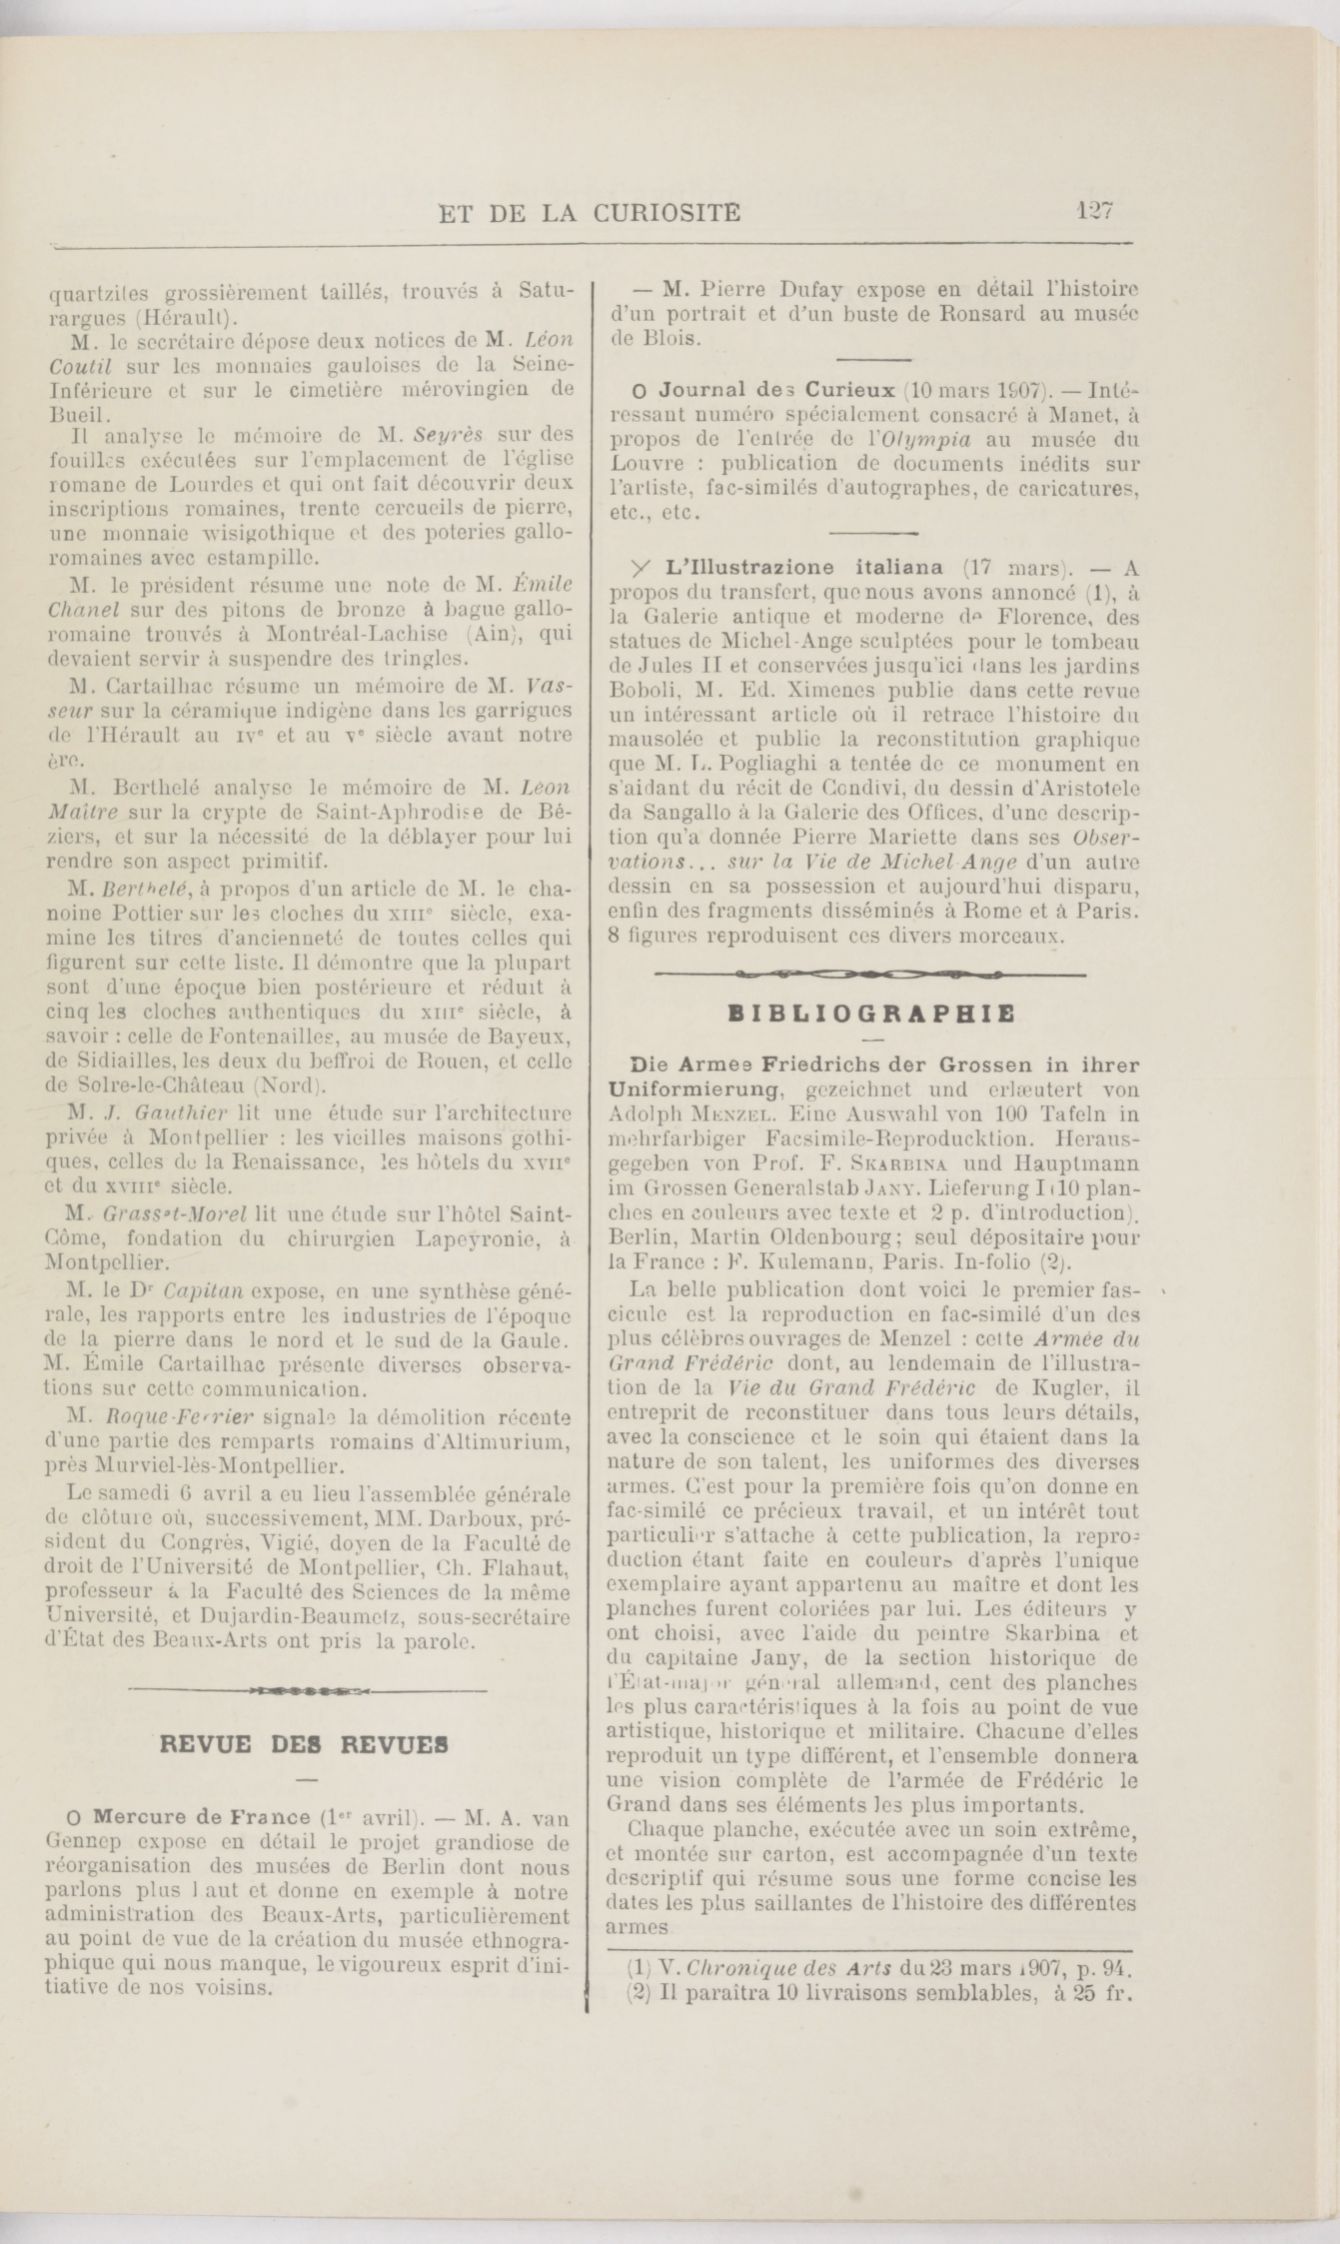 ET DE LA CURIOSITÉ
127
quartzites grossièrement taillés, trouvés à Satu-
rargues (Hérault).
M. le secrétaire dépose deux notices de M. Léon
Coutil sur les monnaies gauloises de la Seine-
Inférieure et sur le cimetière mérovingien de
Bueil.
Il analyse le mémoire de M. Seyrès sur des
fouilles exécutées sur l'emplacement de l'église
romane de Lourdes et qui ont fait découvrir deux
inscriptions romaines, trente cercueils de pierre,
une monnaie wisigothique et des poteries gallo-
romaines avec estampille.
M. le président résume une note de M. Émile
Chanel sur des pitons de bronze à bague gallo-
romaine trouvés à Montréal-Lachise (Ain), qui
devaient servir à suspendre des tringles.
M. Cartailhac résume un mémoire de M. Vas-
seur sur la céramique indigène dans les garrigues
de l'Hérault au IVe et au Ve siècle avant notre
ère.
M. Berthelé analyse le mémoire de M. Leon
Maître sur la crypte de Saint-Aphrodise de Bé-
ziers, et sur la nécessité de la déblayer pour lui
rendre son aspect primitif.
M. Berthelé, à propos d'un article de M. le cha-
noine Pottier sur les cloches du XIIIe siècle, exa-
mine les titres d'ancienneté de toutes celles qui
figurent sur cette liste. Il démontre que la plupart
sont d'une époque bien postérieure et réduit à
cinq les cloches authentiques du XIIIe siècle, à
savoir : celle de Fontenailles, au musée de Bayeux,
de Sidiailles, les deux du beffroi de Rouen, et celle
de Solre-le-Château (Nord).
M. J. Gauthier lit une étude sur l'architecture
privée à Montpellier : les vieilles maisons gothi-
ques, celles de la Renaissance, les hôtels du XVIIe
et du XVIIIe siècle.
M. Grasset-Morel lit une étude sur l'hôtel Saint-
Côme, fondation du chirurgien Lapeyronie, à
Montpellier.
M. le Dr Capitan expose, en une synthèse géné-
rale, les rapports entre les industries de l'époque
de la pierre dans le nord et le sud de la Gaule.
M. Émile Cartailhac présente diverses observa-
tions sur cette communication.
M. Roque-Ferrier signale la démolition récente
d'une partie des remparts romains d'Altimurium,
près Murviel-lès-Montpellier.
Le samedi 6 avril a eu lieu l'assemblée générale
de clôture où, successivement, MM. Darboux, pré-
sident du Congrès, Vigié, doyen de la Faculté de
droit de l'Université de Montpellier, Ch. Flahaut,
professeur à la Faculté des Sciences de la même
Université, et Dujardin-Beaumetz, sous-secrétaire
d'État des Beaux-Arts ont pris la parole.
REVUE DES REVUES
O Mercure de France (1er avril). — M. A. van
Gennep expose en détail le projet grandiose de
réorganisation des musées de Berlin dont nous
parlons plus haut et donne en exemple à notre
administration des Beaux-Arts, particulièrement
au point de vue de la création du musée ethnogra-
phique qui nous manque, le vigoureux esprit d'ini-
tiative de nos voisins.
— M. Pierre Dufay expose en détail l'histoire
d'un portrait et d'un buste de Ronsard au musée
de Blois.
O Journal des Curieux (10 mars 1907). — Inté-
ressant numéro spécialement consacré à Manet, à
propos de l'entrée de l'Olympia au musée du
Louvre : publication de documents inédits sur
l'artiste, fac-similés d'autographes, de caricatures,
etc., etc.
Y L'Illustrazione italiana (17 mars). — A
propos du transfert, que nous avons annoncé (1), à
la Galerie antique et moderne de Florence, des
statues de Michel-Ange sculptées pour le tombeau
de Jules II et conservées jusqu'ici dans les jardins
Boboli, M. Ed. Ximenes publie dans cette revue
un intéressant article où il retrace l'histoire du
mausolée et publie la reconstitution graphique
que M. L. Pogliaghi a tentée de ce monument en
s'aidant du récit de Condivi, du dessin d'Aristotele
da Sangallo à la Galerie des Offices, d'une descrip-
tion qu'a donnée Pierre Mariette dans ses Obser-
vations... sur la Vie de Michel Ange d'un autre
dessin en sa possession et aujourd'hui disparu,
enfin des fragments disséminés à Rome et à Paris.
8 figures reproduisent ces divers morceaux.
BIBLIOGRAPHIE
Die Armee Friedrichs der Grossen in ihrer
Uniformierung, gezeichnet und erlæutert von
Adolph MENZEL. Eine Auswahl von 100 Tafeln in
mehrfarbiger Facsimile-Reproducktion. Heraus-
gegeben von Prof. F. SKARBINA und Hauptmann
im Grossen Generalstab JANY. Lieferung I (10 plan-
ches en couleurs avec texte et 2 p. d'introduction).
Berlin, Martin Oldenbourg; seul dépositaire pour
la France : F. Kulemann, Paris. In-folio (2).
La belle publication dont voici le premier fas-
cicule est la reproduction en fac-similé d'un des
plus célèbres ouvrages de Menzel : cette Armée du
Grand Frédéric dont, au lendemain de l'illustra-
tion de la Vie du Grand Frédéric de Kugler, il
entreprit de reconstituer dans tous leurs détails,
avec la conscience et le soin qui étaient dans la
nature de son talent, les uniformes des diverses
armes. C'est pour la première fois qu'on donne en
fac-similé ce précieux travail, et un intérêt tout
particulier s'attache à cette publication, la repro-
duction étant faite en couleurs d'après l'unique
exemplaire ayant appartenu au maître et dont les
planches furent coloriées par lui. Les éditeurs y
ont choisi, avec l'aide du peintre Skarbina et
du capitaine Jany, de la section historique de
l'État-major général allemand, cent des planches
les plus caractéristiques à la fois au point de vue
artistique, historique et militaire. Chacune d'elles
reproduit un type différent, et l'ensemble donnera
une vision complète de l'armée de Frédéric le
Grand dans ses éléments les plus importants.
Chaque planche, exécutée avec un soin extrême,
et montée sur carton, est accompagnée d'un texte
descriptif qui résume sous une forme concise les
dates les plus saillantes de l'histoire des différentes
armes
(1) V. Chronique des Arts du 23 mars 1907, p. 94.
(2) Il paraîtra 10 livraisons semblables, à 25 fr.